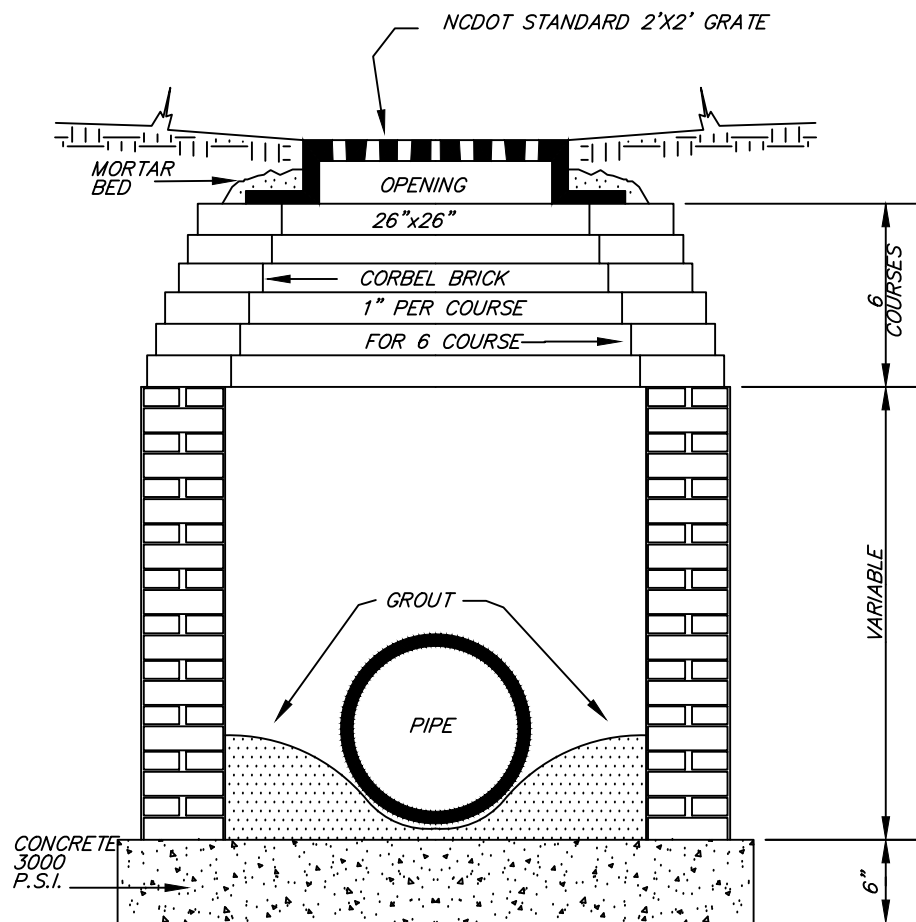 NCDOT STANDARD 2'X2' GRATE
MORTAR
BED
OPENING
26"x26"
CORBEL BRICK
1" PER COURSE
FOR 6 COURSE
6
COURSES
VARIABLE
GROUT
PIPE
CONCRETE
3000
P.S.I.
6"